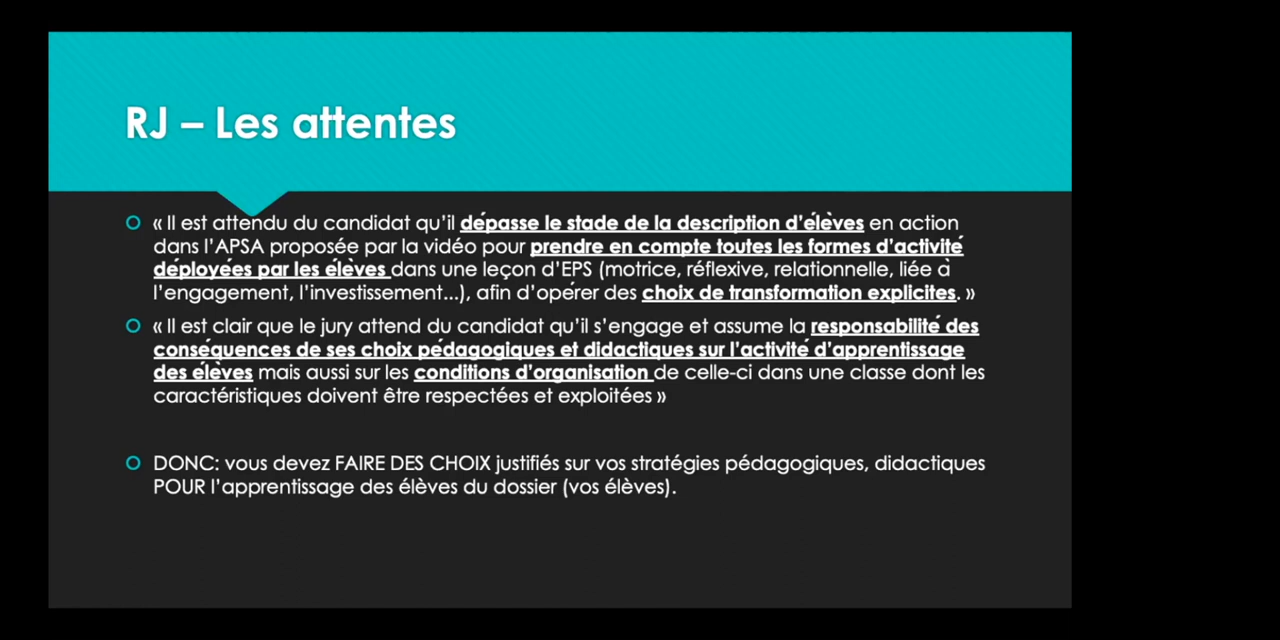 RJ – Les attentes
« Il est attendu du candidat qu'il dépasse le stade de la description d'élèves en action
dans l'APSA proposée par la vidéo pour prendre en compte toutes les formes d'activité
déployées par les élèves dans une leçon d'EPS (motrice, réflexive, relationnelle, liée à
l'engagement, l'investissement...), afin d'opérer des choix de transformation explicites. »
« Il est clair que le jury attend du candidat qu'il s'engage et assume la responsabilité des
conséquences de ses choix pédagogiques et didactiques sur l'activité d'apprentissage
des élèves mais aussi sur les conditions d'organisation de celle-ci dans une classe dont les
caractéristiques doivent être respectées et exploitées »
DONC: vous devez FAIRE DES CHOIX justifiés sur vos stratégies pédagogiques, didactiques
POUR l'apprentissage des élèves du dossier (vos élèves).